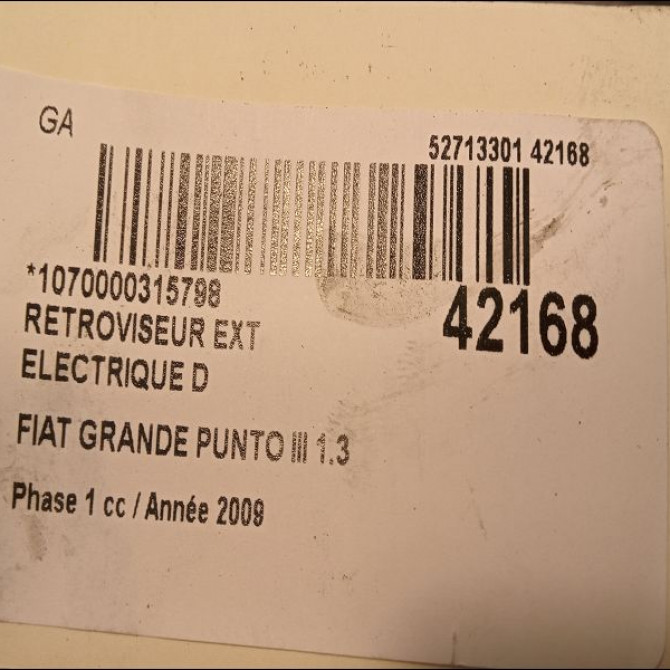 GA
52713301 42168
*1070000315798
42168
RETROVISEUR EXT
ELECTRIQUE D
FIAT GRANDE PUNTO III 1.3
Phase 1 cc / Année 2009